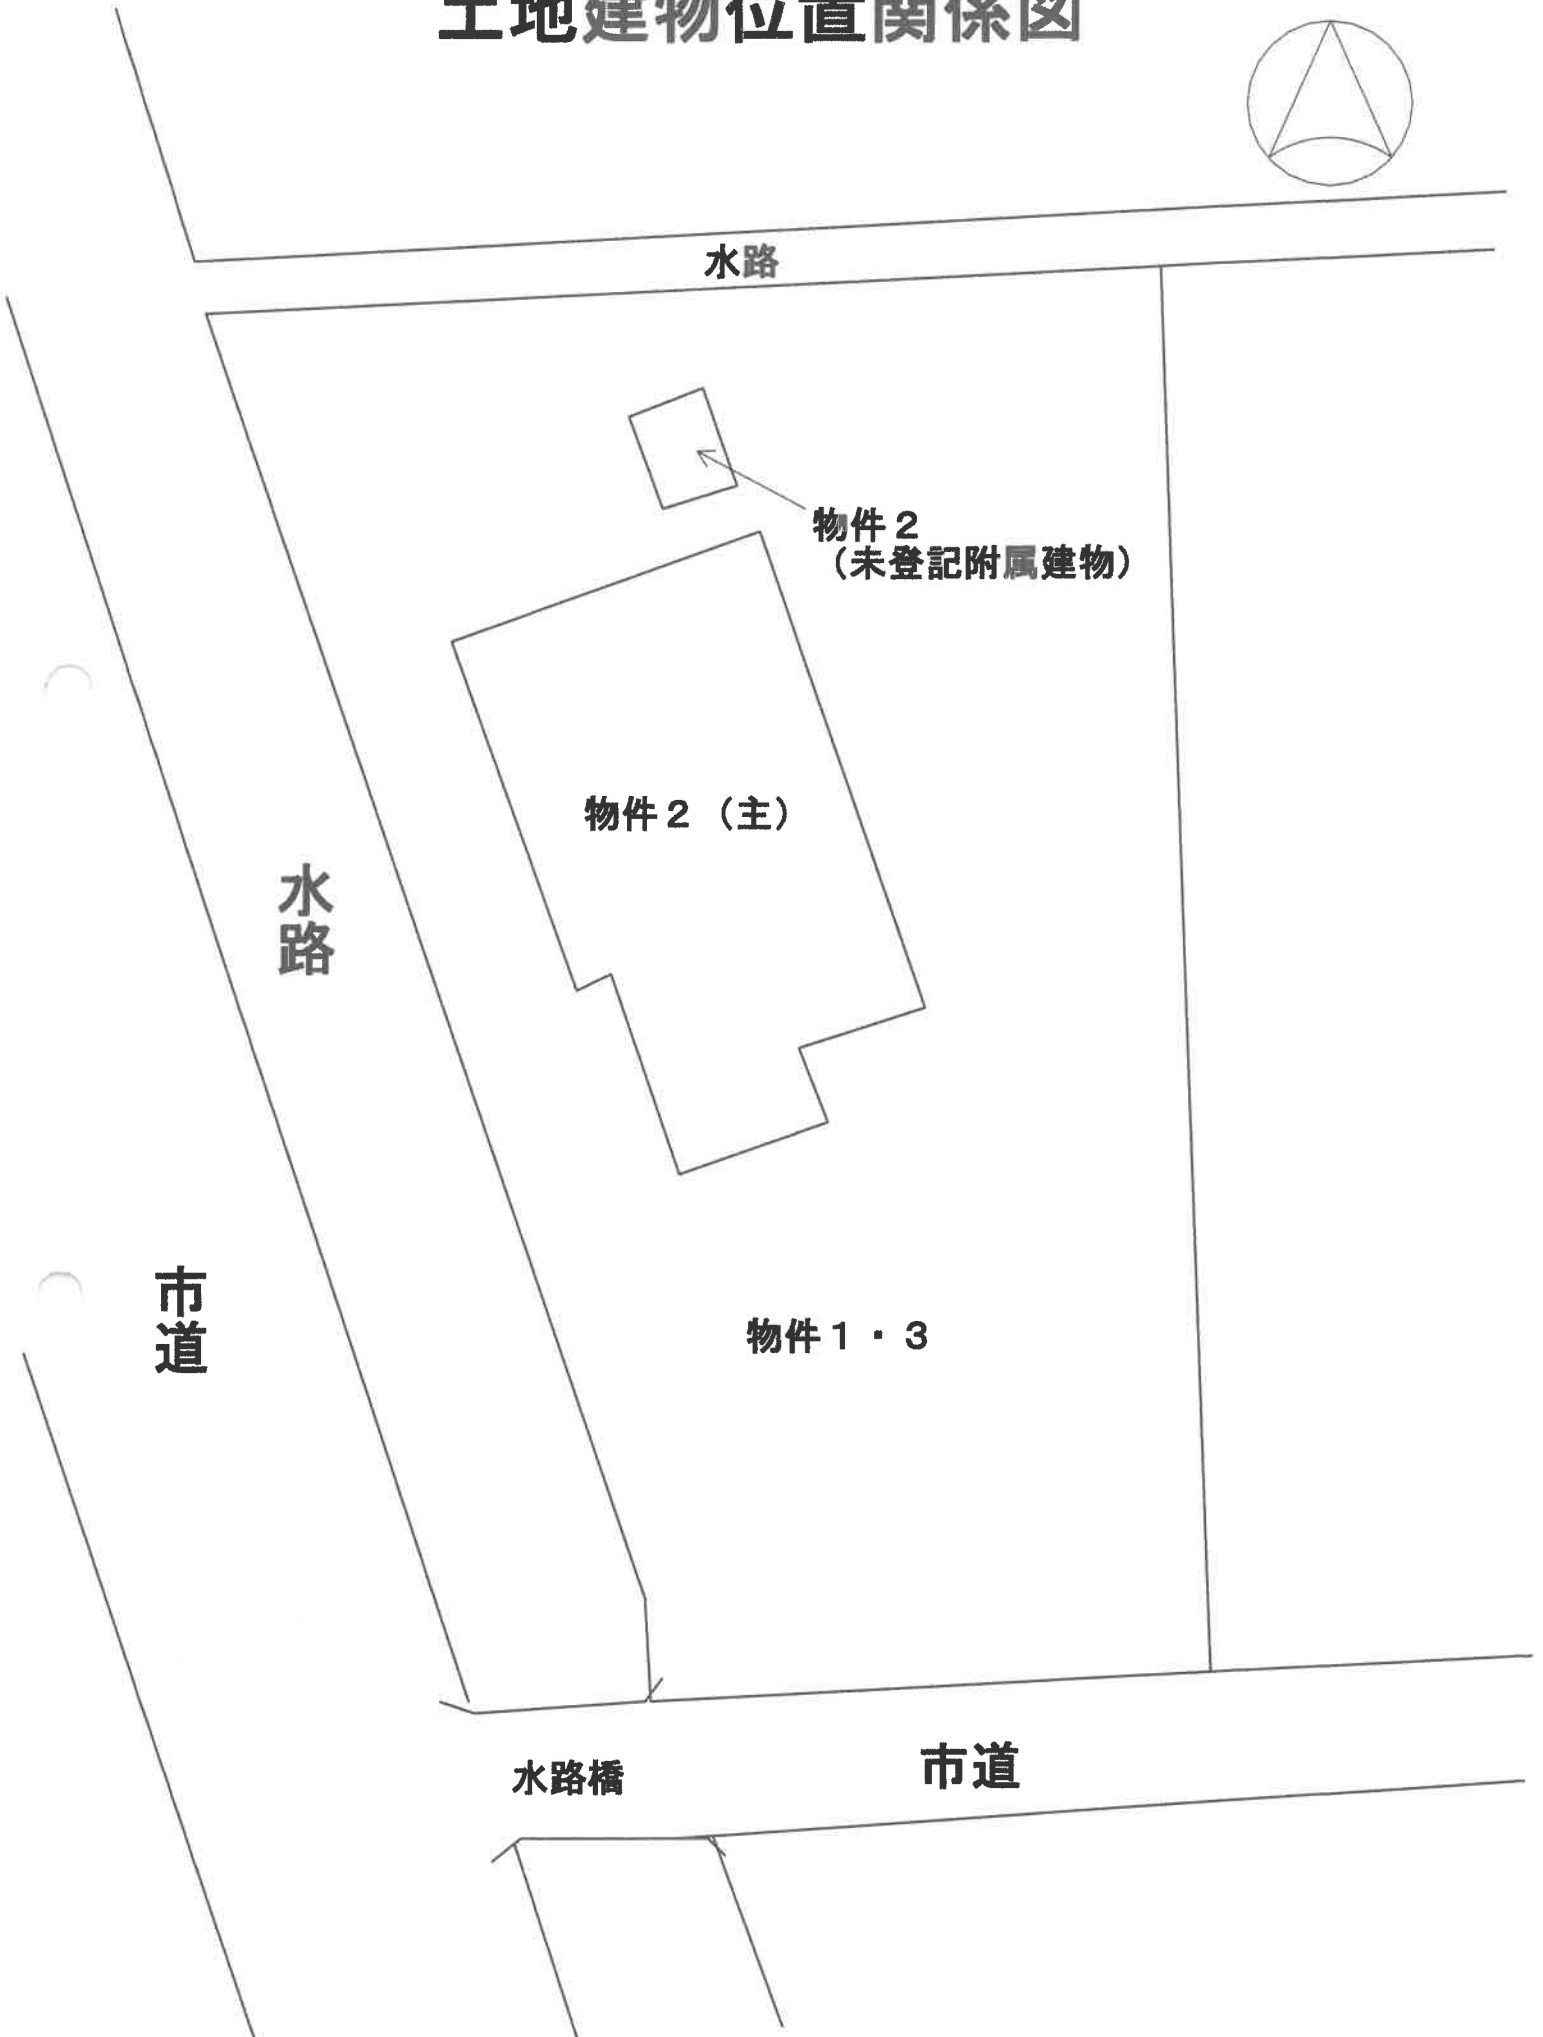 土地建物位置関係図
水路
物件２
（未登記附属建物）
物件２（主）
水路
市道
物件１・３
水路橋
市道